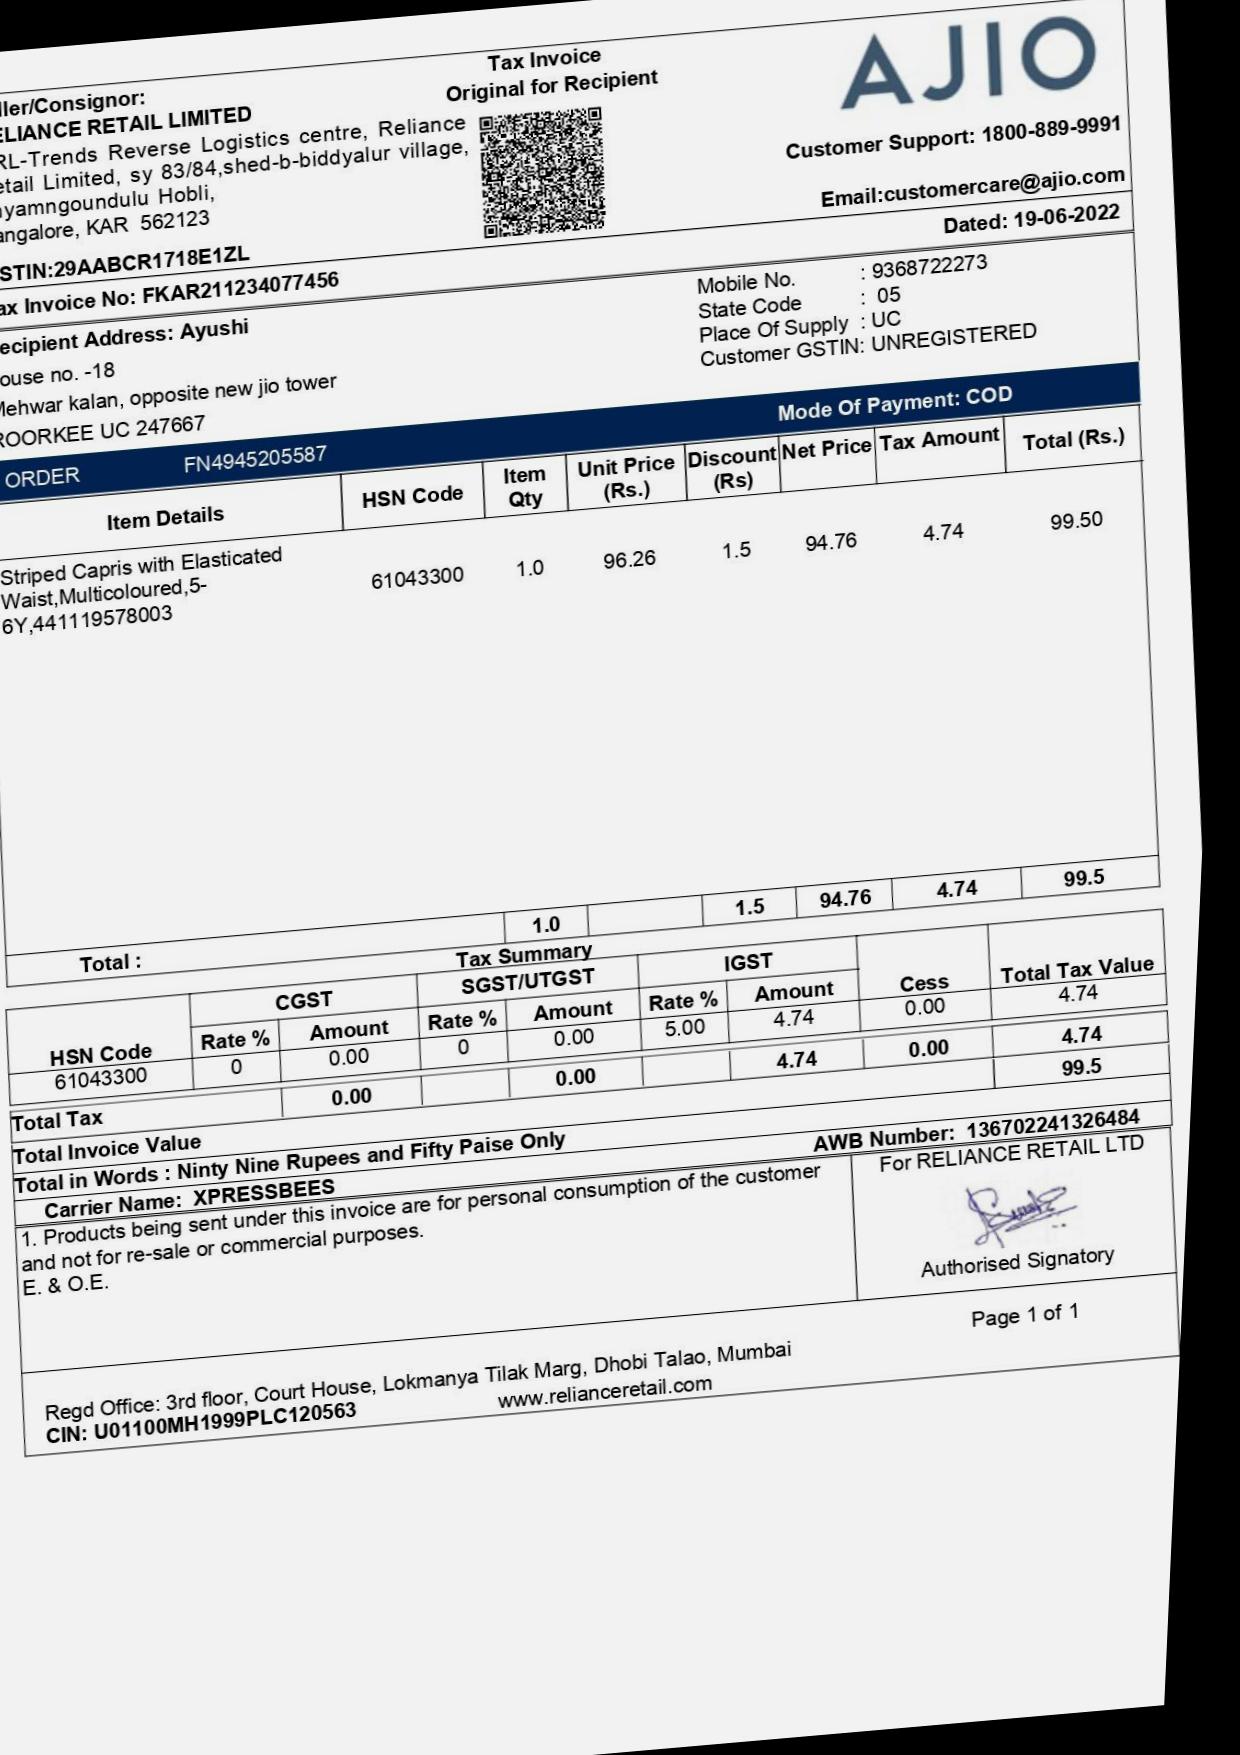 Tax Invoice
Original for Recipient
AJIO
Customer Support: 1800-889-9991
Email:customercare@ajio.com
ller/Consignor:
ELIANCE RETAIL LIMITED
RL-Trends Reverse Logistics centre, Reliance
etail Limited, sy 83/84,shed-b-biddyalur village,
ayamngoundulu Hobli,
angalore, KAR 562123
STIN:29AABCR1718E1ZL
ax Invoice No: FKAR211234077456
Dated: 19-06-2022
ecipient Address: Ayushi
ouse no. -18
Mehwar kalan, opposite new jio tower
ROORKEE UC 247667
Mobile No. : 9368722273
State Code : 05
Place Of Supply : UC
Customer GSTIN: UNREGISTERED
ORDER FN4945205587 Mode Of Payment: COD
Item Details HSN Code Item Qty Unit Price (Rs.) Discount (Rs) Net Price Tax Amount Total (Rs.)
Striped Capris with Elasticated 61043300 1.0 96.26 1.5 94.76 4.74 99.50
Waist,Multicoloured,5-
6Y,441119578003
Total : 1.0 1.5 94.76 4.74 99.5
Tax Summary
HSN Code CGST SGST/UTGST IGST Cess Total Tax Value
Rate % Amount Rate % Amount Rate % Amount
61043300 0 0.00 0 0.00 5.00 4.74 0.00 4.74
Total Tax 0.00 0.00 4.74 0.00 4.74
Total Invoice Value 99.5
Total in Words : Ninty Nine Rupees and Fifty Paise Only
Carrier Name: XPRESSBEES AWB Number: 136702241326484
1. Products being sent under this invoice are for personal consumption of the customer
and not for re-sale or commercial purposes.
E. & O.E.
For RELIANCE RETAIL LTD
Authorised Signatory
Page 1 of 1
Regd Office: 3rd floor, Court House, Lokmanya Tilak Marg, Dhobi Talao, Mumbai
CIN: U01100MH1999PLC120563 www.relianceretail.com